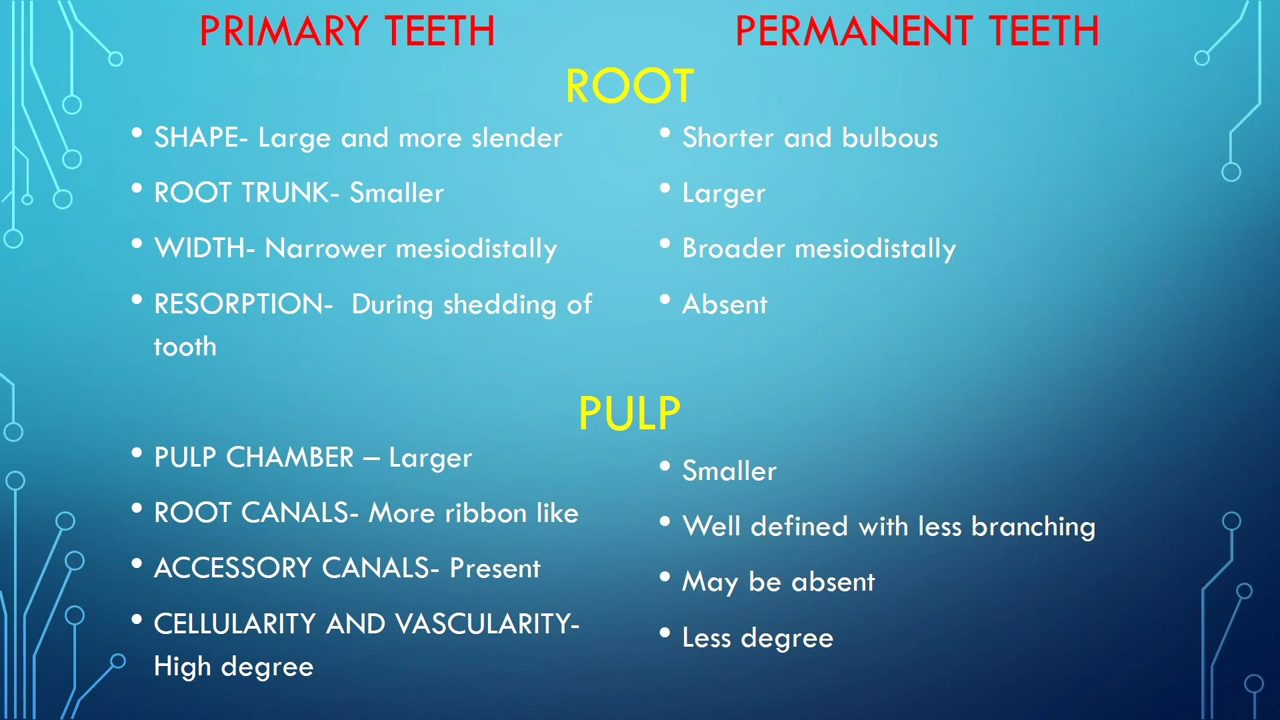 PRIMARY TEETH
PERMANENT TEETH
ROOT
• SHAPE- Large and more slender
• ROOT TRUNK- Smaller
• WIDTH- Narrower mesiodistally
• RESORPTION-  During shedding of
tooth
• Shorter and bulbous
• Larger
• Broader mesiodistally
• Absent
PULP
• PULP CHAMBER – Larger
• ROOT CANALS- More ribbon like
• ACCESSORY CANALS- Present
• CELLULARITY AND VASCULARITY-
High degree
• Smaller
• Well defined with less branching
• May be absent
• Less degree